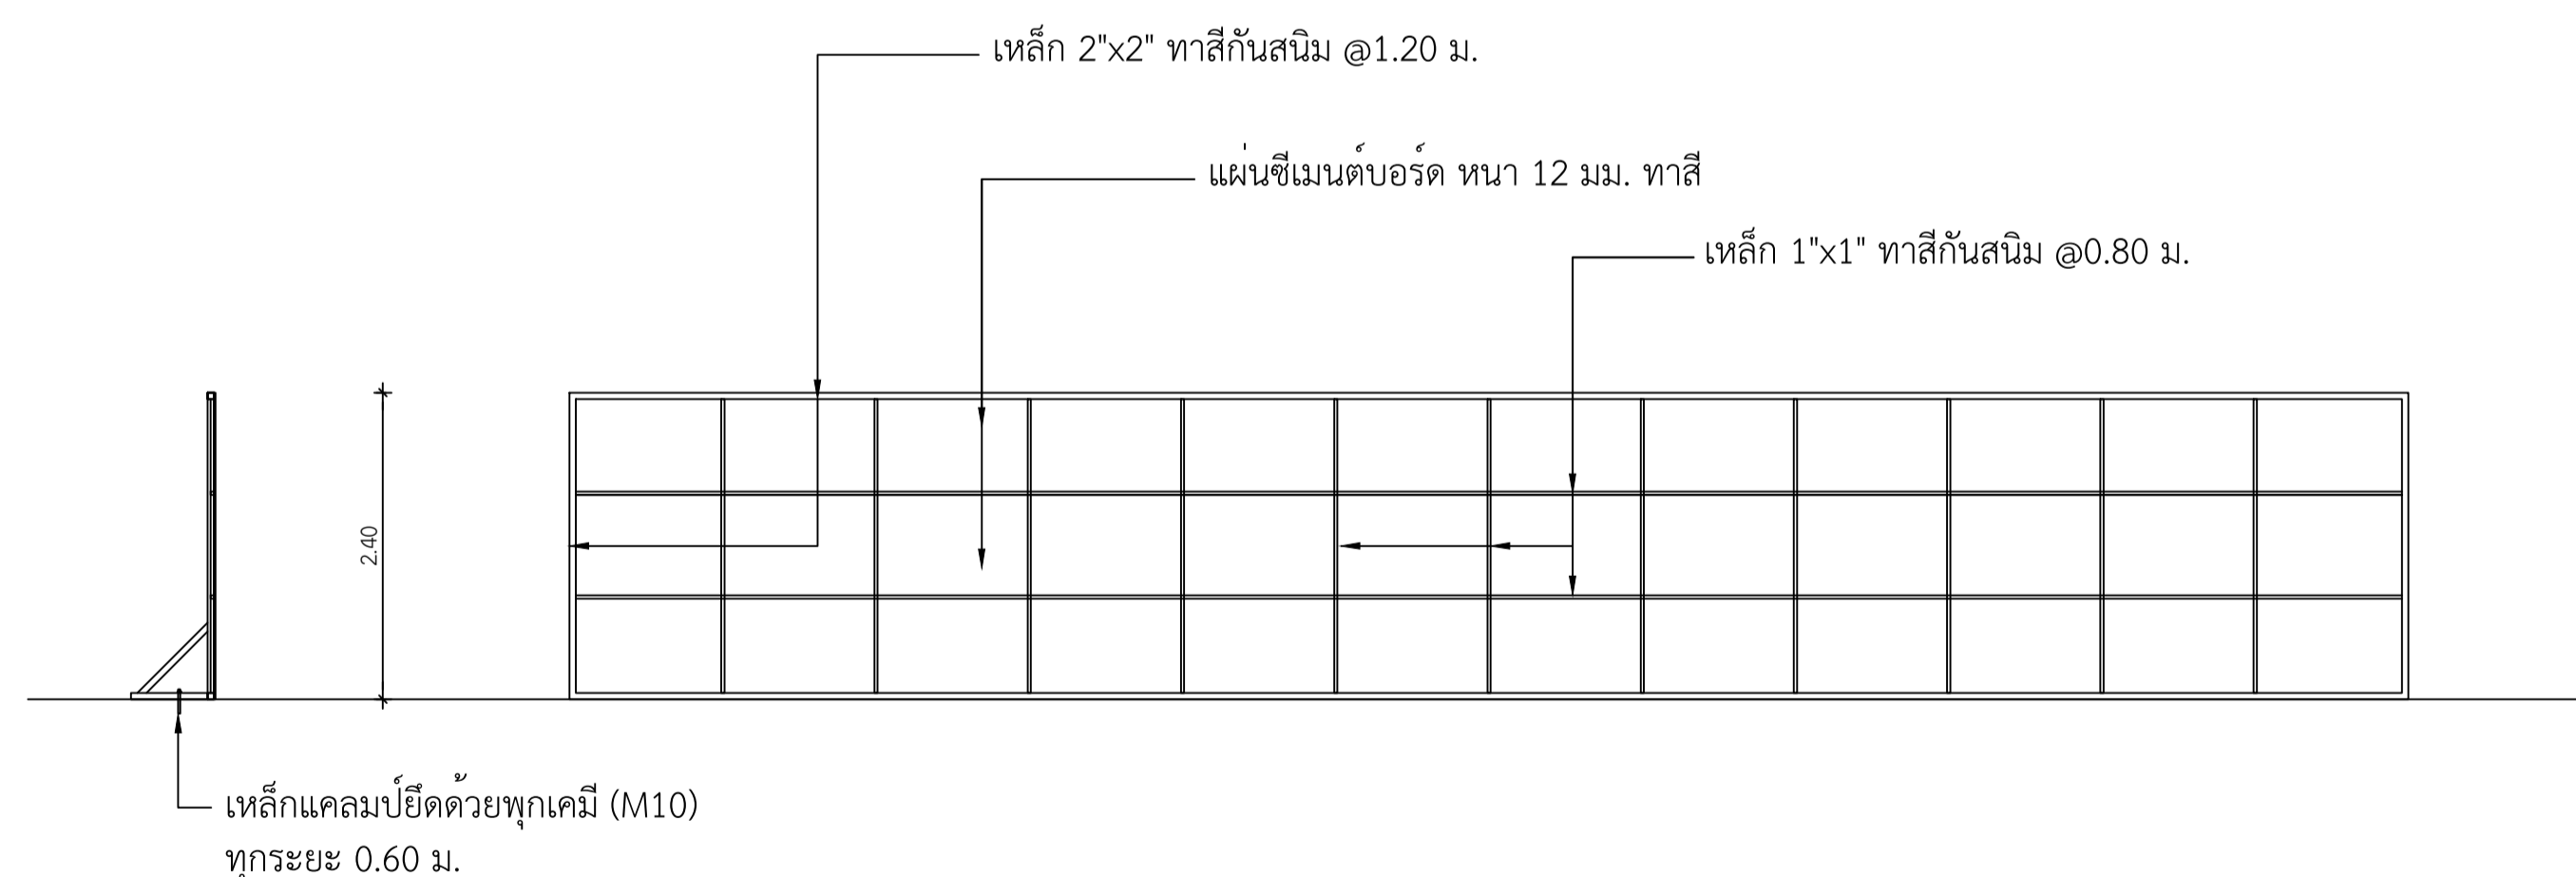 เหล็ก 2"x2" ทาสีกันสนิม @1.20 ม.
แผ่นซีเมนต์บอร์ด หนา 12 มม. ทาสี
เหล็ก 1"x1" ทาสีกันสนิม @0.80 ม.
2.40
เหล็กแคลมป์ยึดด้วยพุกเคมี (M10)
ทุกระยะ 0.60 ม.